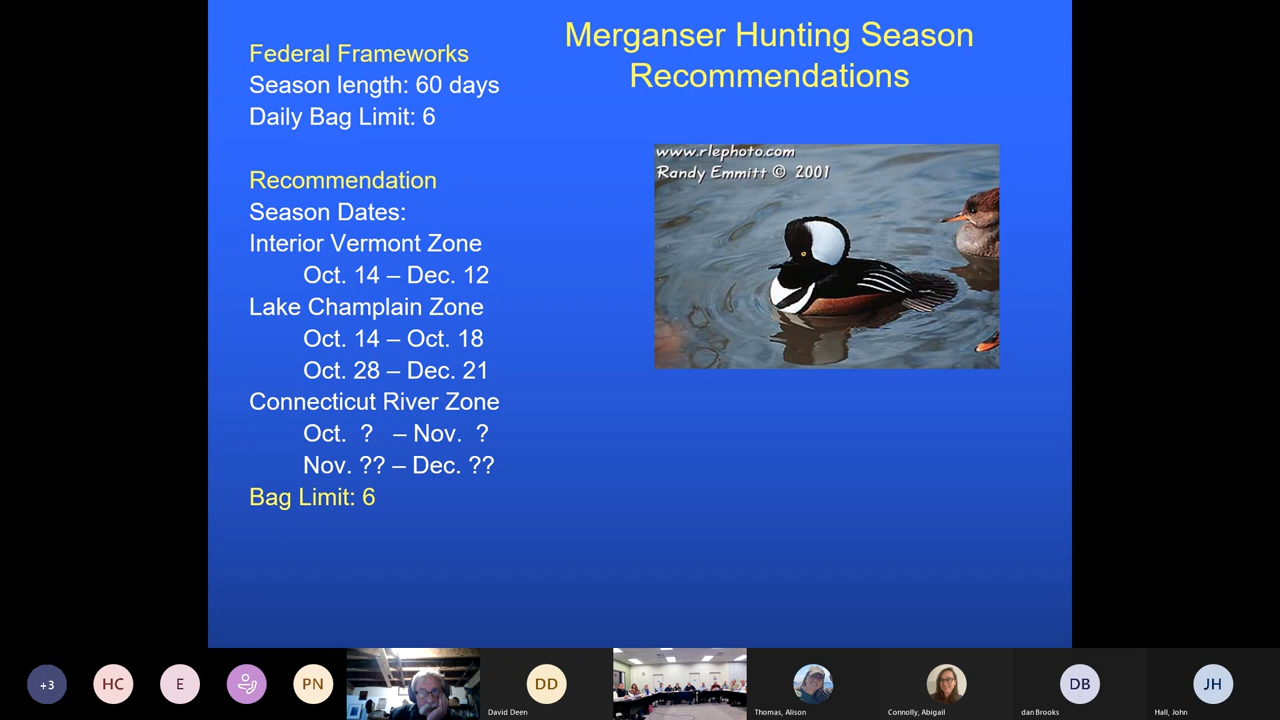 Merganser Hunting Season
Recommendations
Federal Frameworks
Season length: 60 days
Daily Bag Limit: 6
Recommendation
Season Dates:
Interior Vermont Zone
Oct. 14 – Dec. 12
Lake Champlain Zone
Oct. 14 – Oct. 18
Oct. 28 – Dec. 21
Connecticut River Zone
Oct. ? – Nov. ?
Nov. ?? – Dec. ??
Bag Limit: 6
www.rlephoto.com
Randy Emmitt © 2001
+3
HC
E
PN
DD
David Deen
Thomas, Alison
Connolly, Abigail
DB
dan Brooks
JH
Hall, John